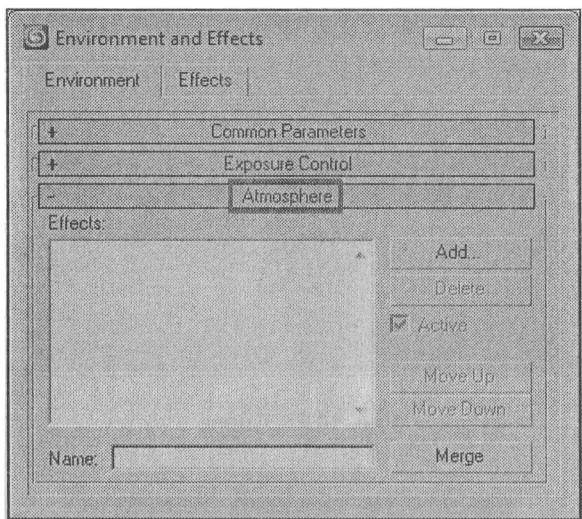 Environment and Effects
Environment Effects
+ Common Parameters
+ Exposure Control
- Atmosphere
Effects:
Add...
Delete
Active
Move Up
Move Down
Name:
Merge